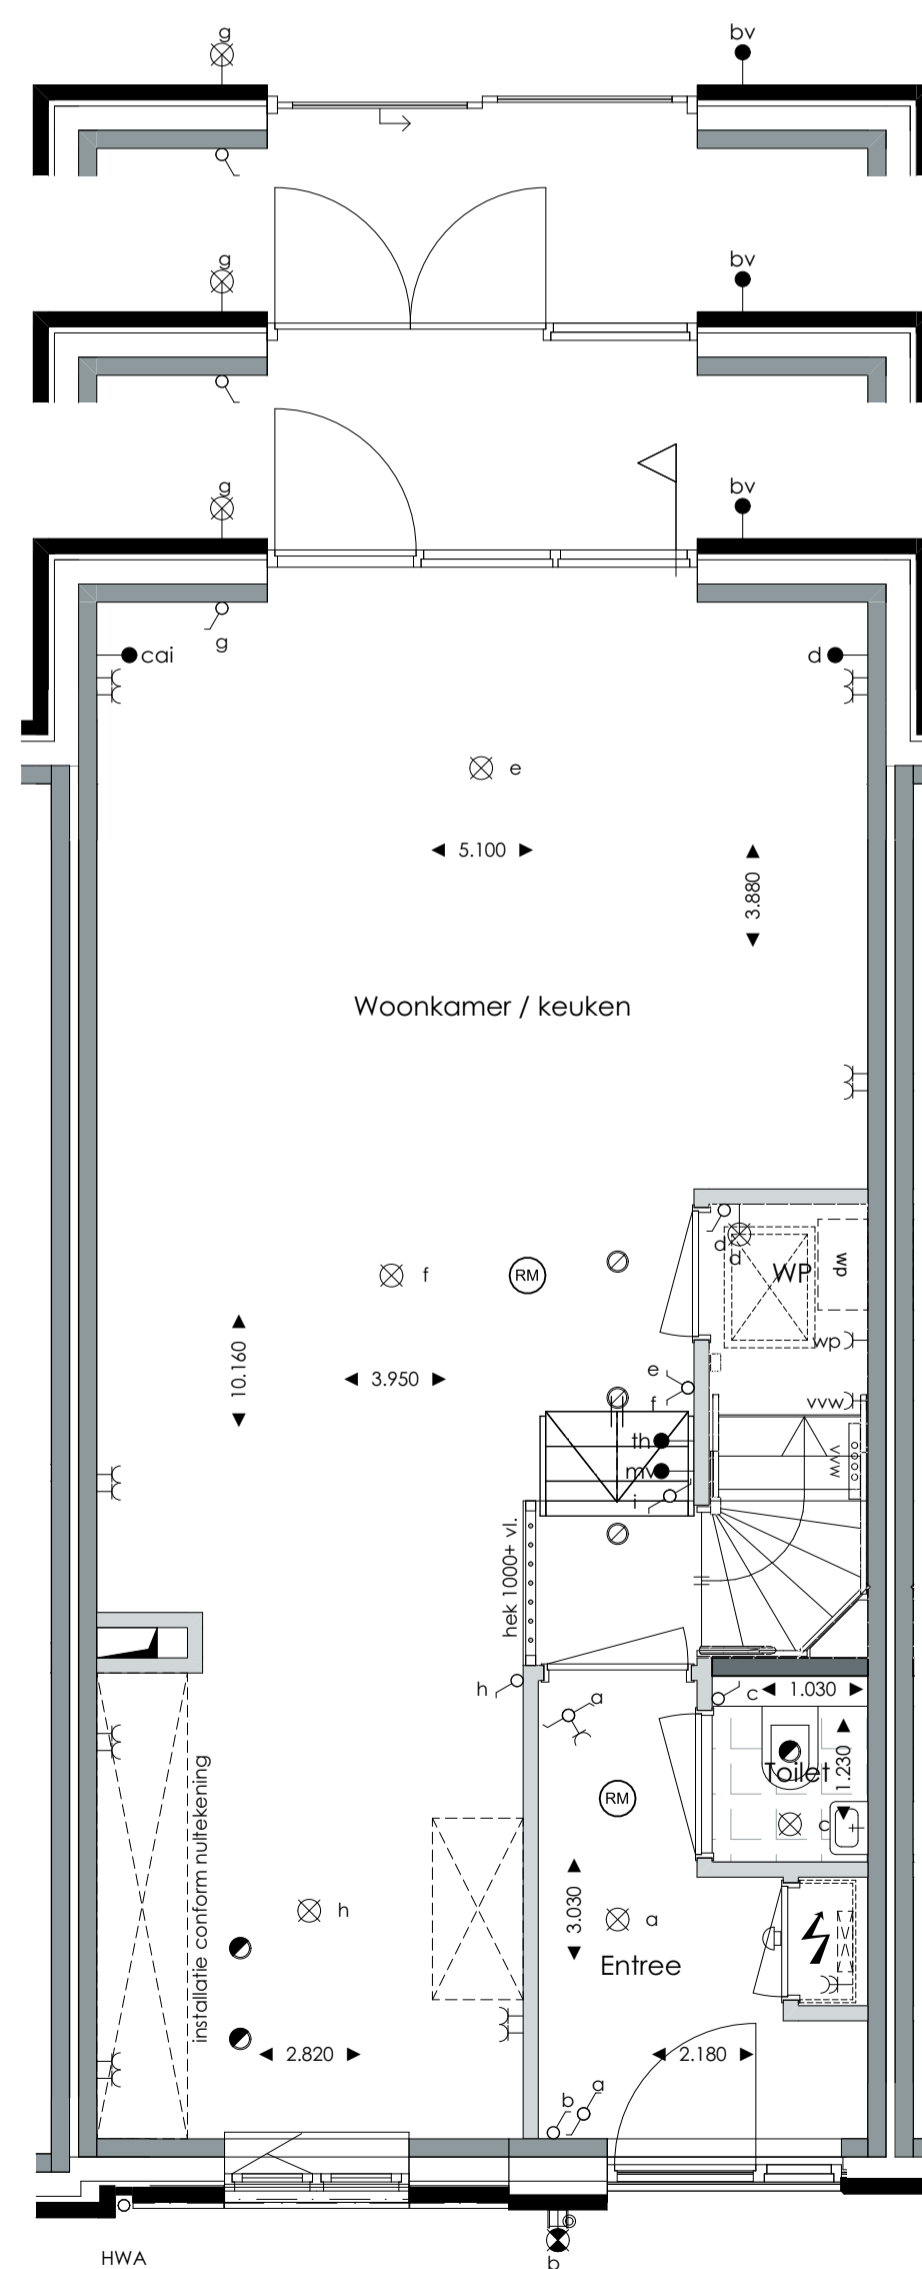 g
bv
g
bv
g
bv
g
cai
d
e
5.100
3.880
Woonkamer / keuken
d
d
WP
wp
f
RM
wp
10.160
3.950
e
f
vvw
th
mv
vvw
i
hek 1000+ vl.
h
a
c
1.030
Toilet
1.230
installatie conform nultekening
RM
c
h
3.030
a
Entree
2.820
2.180
b
a
HWA
b